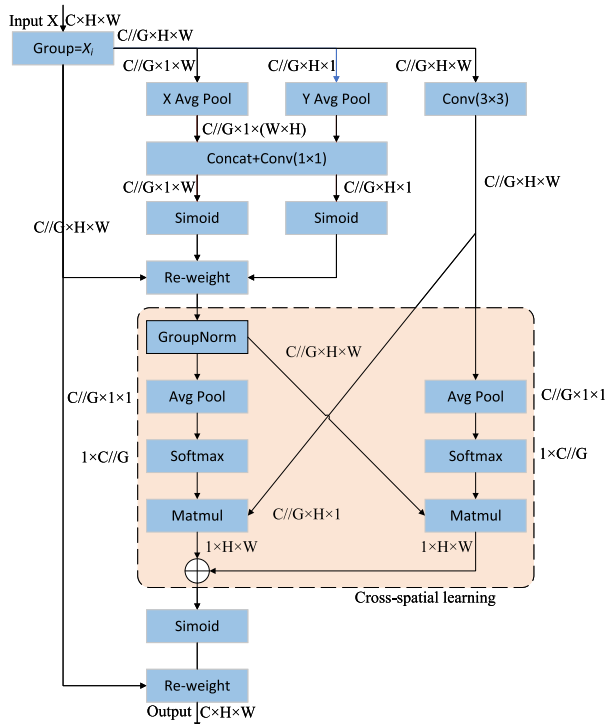 Input X C×H×W
Group=Xi
C//G×H×W
C//G×1×W
C//G×H×1
C//G×H×W
X Avg Pool
Y Avg Pool
Conv(3×3)
C//G×1×(W×H)
Concat+Conv(1×1)
C//G×1×W
C//G×H×1
C//G×H×W
Simoid
Simoid
C//G×H×W
Re-weight
GroupNorm
C//G×H×W
C//G×1×1
Avg Pool
Avg Pool
C//G×1×1
1×C//G
Softmax
Softmax
1×C//G
Matmul
C//G×H×1
Matmul
1×H×W
1×H×W
Cross-spatial learning
Simoid
Re-weight
Output C×H×W